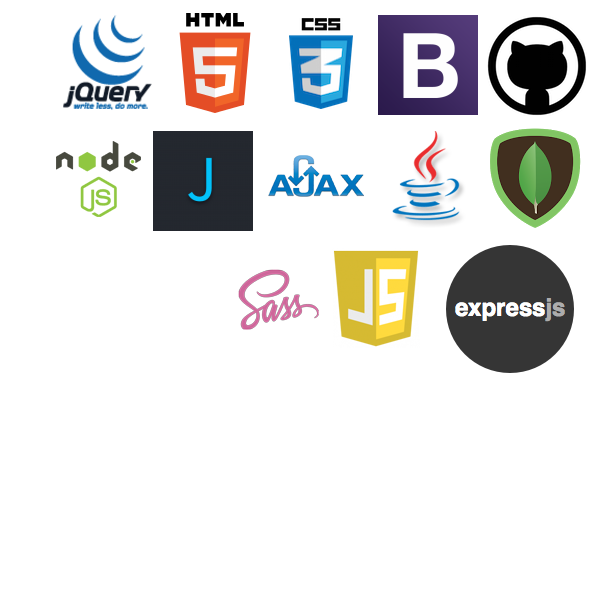 jQuery
write less, do more.
HTML
5
CSS
3
B
node
JS
J
AJAX
Sass
JS
expressjs